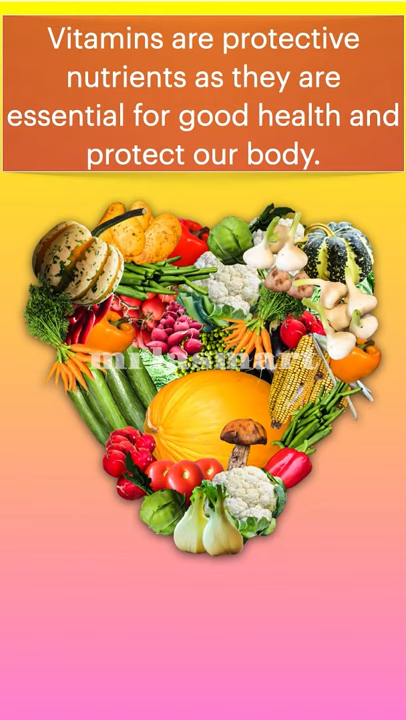 Vitamins are protective
nutrients as they are
essential for good health and
protect our body.